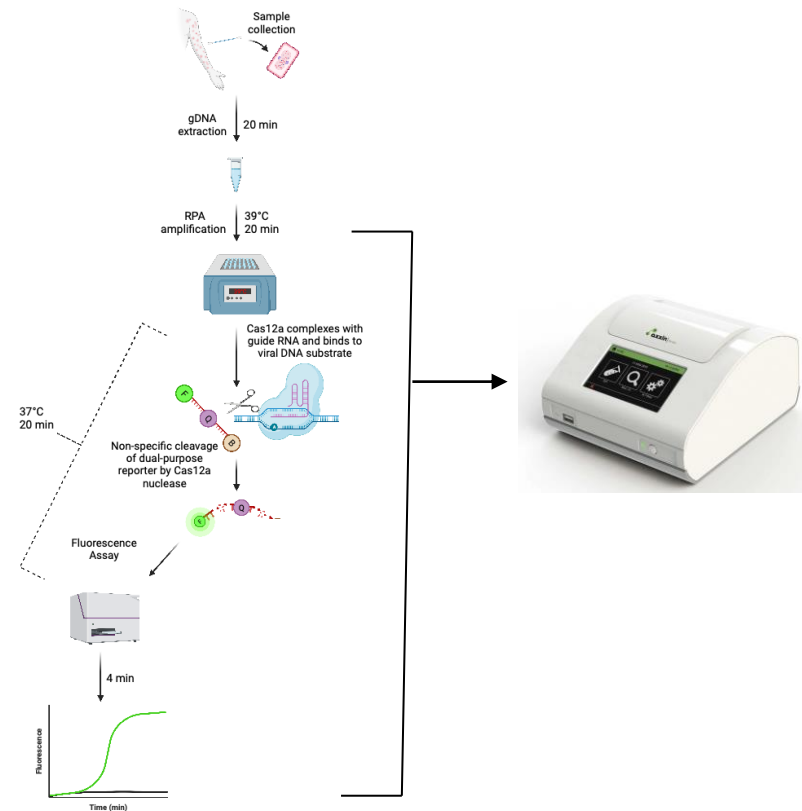 Sample
collection
gDNA
extraction
20 min
RPA
amplification
39°C
20 min
Cas12a complexes with
guide RNA and binds to
viral DNA substrate
F
Q
B
37°C
20 min
Non-specific cleavage
of dual-purpose
reporter by Cas12a
nuclease
F
Q
Fluorescence
Assay
4 min
Fluorescence
Time (min)